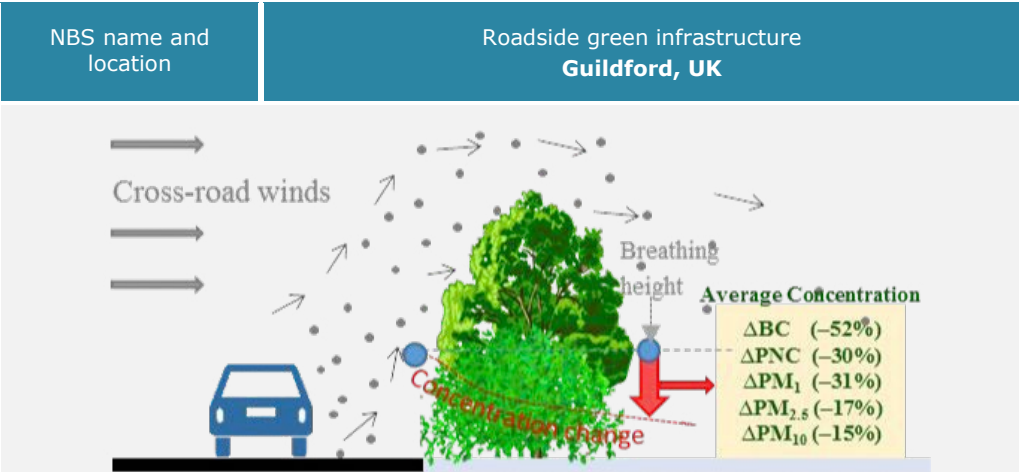 NBS name and
location
Roadside green infrastructure
Guildford, UK
Cross-road winds
Breathing
height
Average Concentration
ΔBC (–52%)
ΔPNC (–30%)
ΔPM₁ (–31%)
ΔPM₂.₅ (–17%)
ΔPM₁₀ (–15%)
Concentration change